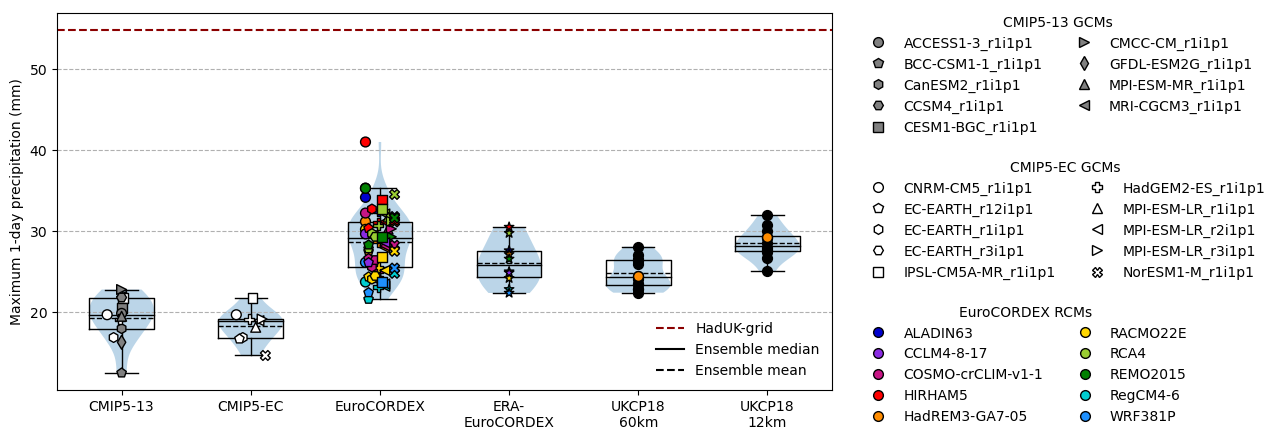 Maximum 1-day precipitation (mm)
50
40
30
20
CMIP5-13
CMIP5-EC
EuroCORDEX
ERA-
EuroCORDEX
UKCP18
60km
UKCP18
12km
HadUK-grid
Ensemble median
Ensemble mean
CMIP5-13 GCMs
ACCESS1-3_r1i1p1
BCC-CSM1-1_r1i1p1
CanESM2_r1i1p1
CCSM4_r1i1p1
CESM1-BGC_r1i1p1
CMCC-CM_r1i1p1
GFDL-ESM2G_r1i1p1
MPI-ESM-MR_r1i1p1
MRI-CGCM3_r1i1p1
CMIP5-EC GCMs
CNRM-CM5_r1i1p1
EC-EARTH_r12i1p1
EC-EARTH_r1i1p1
EC-EARTH_r3i1p1
IPSL-CM5A-MR_r1i1p1
HadGEM2-ES_r1i1p1
MPI-ESM-LR_r1i1p1
MPI-ESM-LR_r2i1p1
MPI-ESM-LR_r3i1p1
NorESM1-M_r1i1p1
EuroCORDEX RCMs
ALADIN63
CCLM4-8-17
COSMO-crCLIM-v1-1
HIRHAM5
HadREM3-GA7-05
RACMO22E
RCA4
REMO2015
RegCM4-6
WRF381P